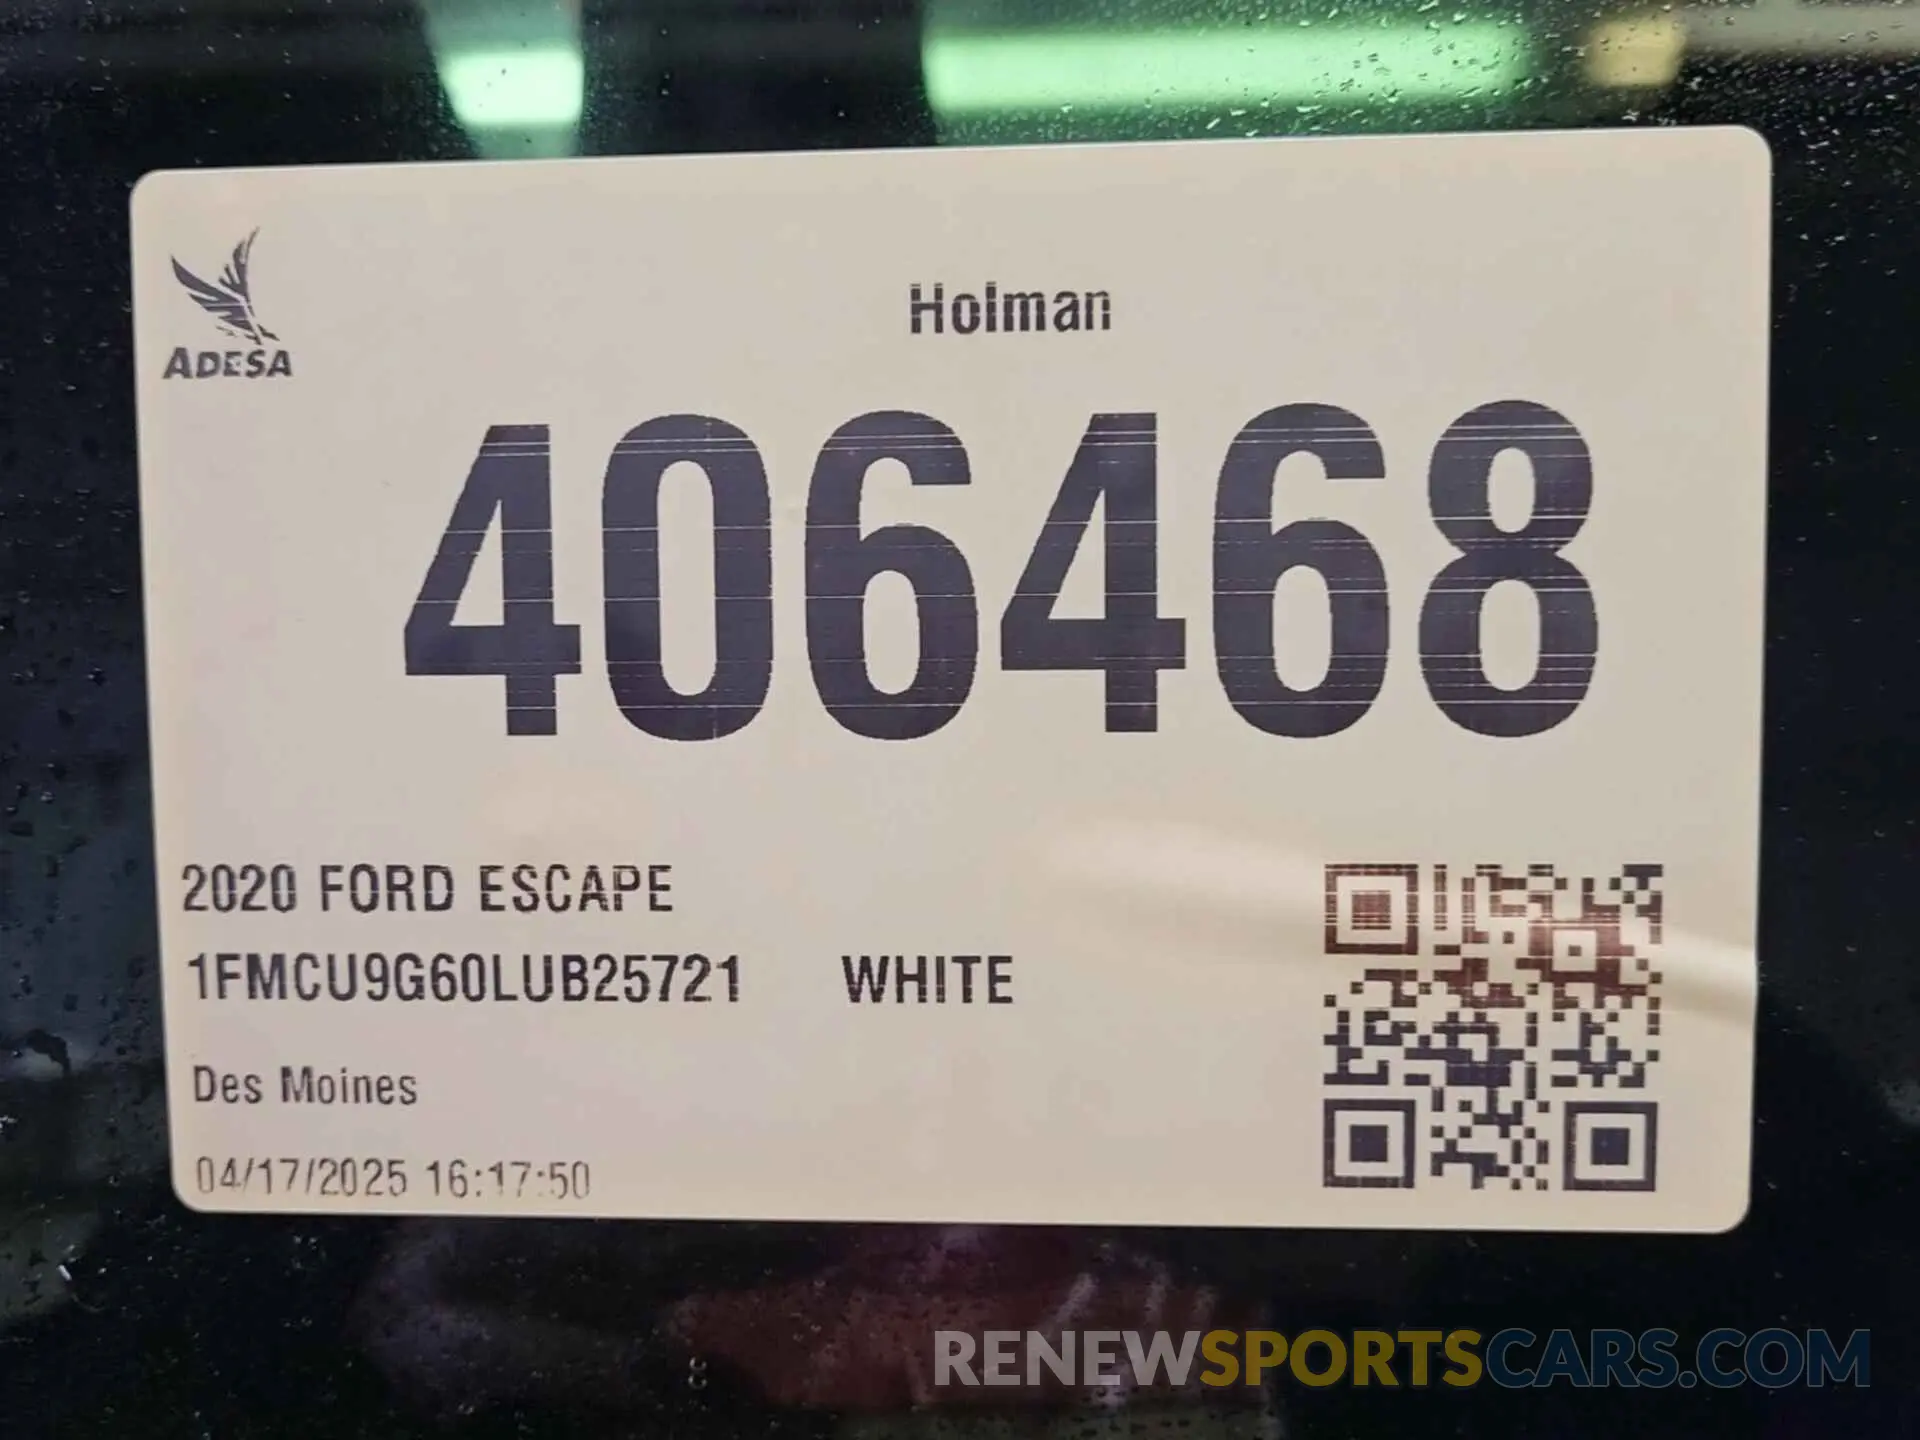 ADESA
Holman
406468
2020 FORD ESCAPE
1FMCU9G60LUB25721 WHITE
Des Moines
04/17/2025 16:17:50
RENEWSPORTSCARS.COM